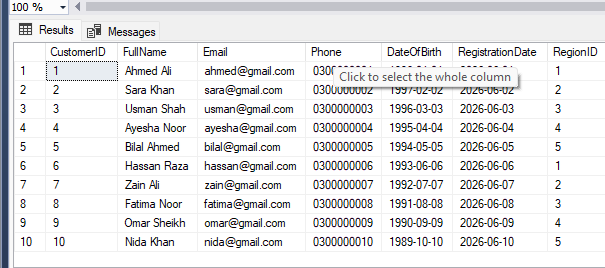 100 %
Results Messages
CustomerID FullName Email Phone DateOfBirth RegistrationDate RegionID
1 1 Ahmed Ali ahmed@gmail.com 1
Click to select the whole column
2 2 Sara Khan sara@gmail.com 0300000002 1997-02-02 2026-06-02 2
3 3 Usman Shah usman@gmail.com 0300000003 1996-03-03 2026-06-03 3
4 4 Ayesha Noor ayesha@gmail.com 0300000004 1995-04-04 2026-06-04 4
5 5 Bilal Ahmed bilal@gmail.com 0300000005 1994-05-05 2026-06-05 5
6 6 Hassan Raza hassan@gmail.com 0300000006 1993-06-06 2026-06-06 1
7 7 Zain Ali zain@gmail.com 0300000007 1992-07-07 2026-06-07 2
8 8 Fatima Noor fatima@gmail.com 0300000008 1991-08-08 2026-06-08 3
9 9 Omar Sheikh omar@gmail.com 0300000009 1990-09-09 2026-06-09 4
10 10 Nida Khan nida@gmail.com 0300000010 1989-10-10 2026-06-10 5